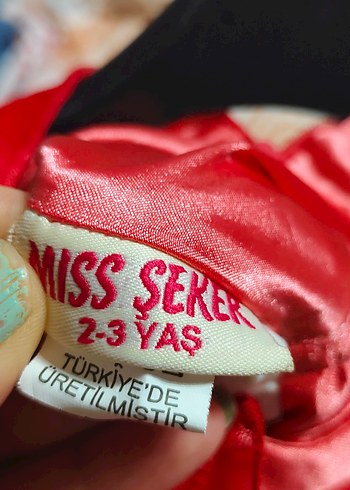 MISS ŞEKER
2-3 YAŞ
TÜRKİYE'DE
ÜRETİLMİŞTİR